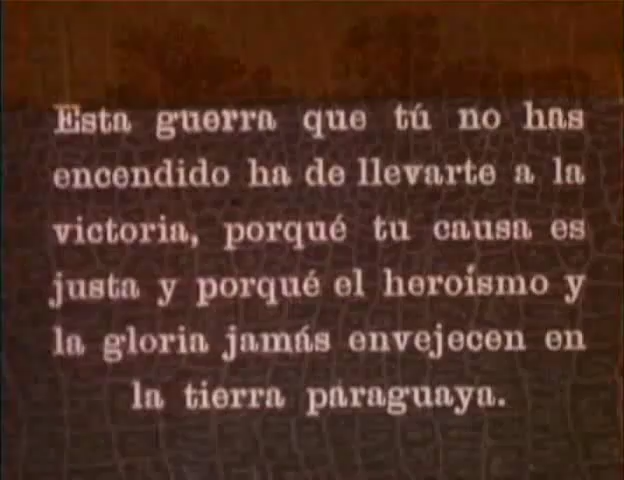 Esta guerra que tú no has
encendido ha de llevarte a la
victoria, porqué tu causa es
justa y porqué el heroísmo y
la gloria jamás envejecen en
la tierra paraguaya.